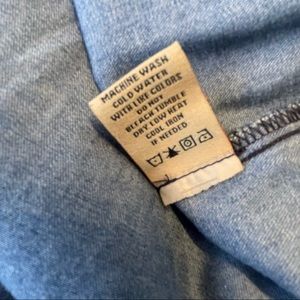 MACHINE WASH
COLD WATER
WITH LIKE COLORS
DO NOT
BLEACH TUMBLE
DRY LOW HEAT
COOL IRON
IF NEEDED